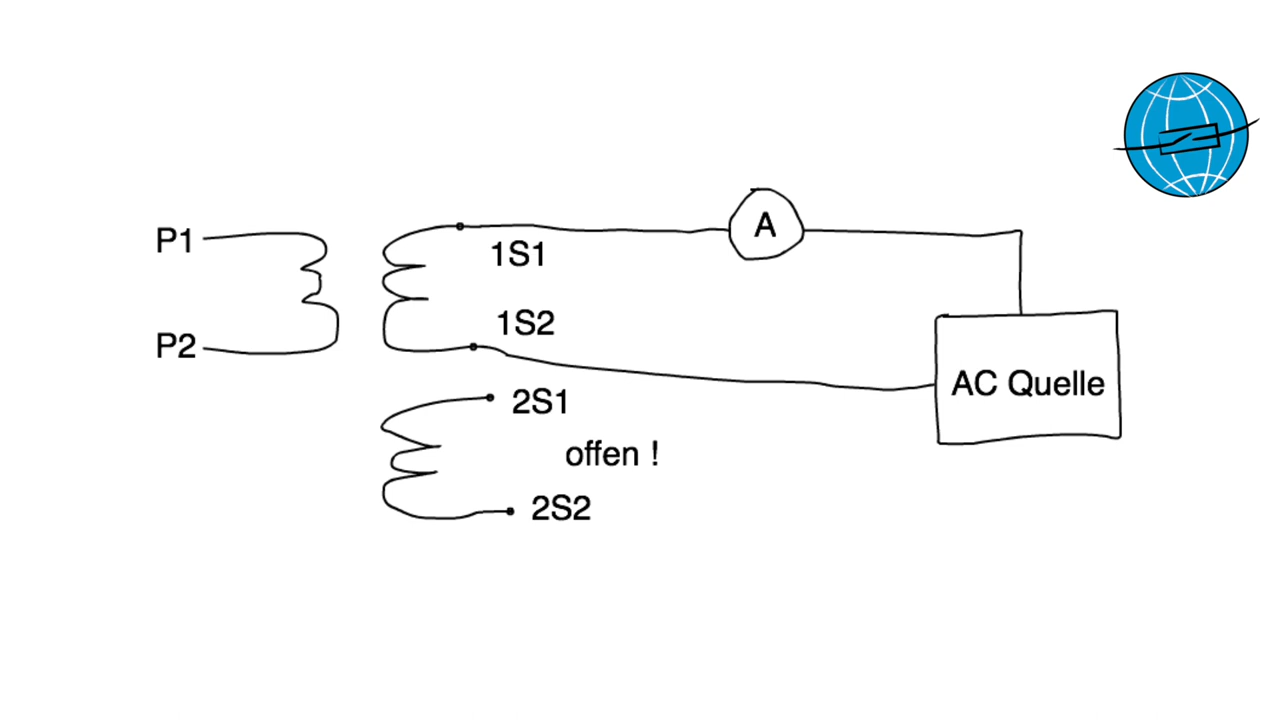 P1
A
1S1
1S2
P2
AC Quelle
2S1
offen !
2S2